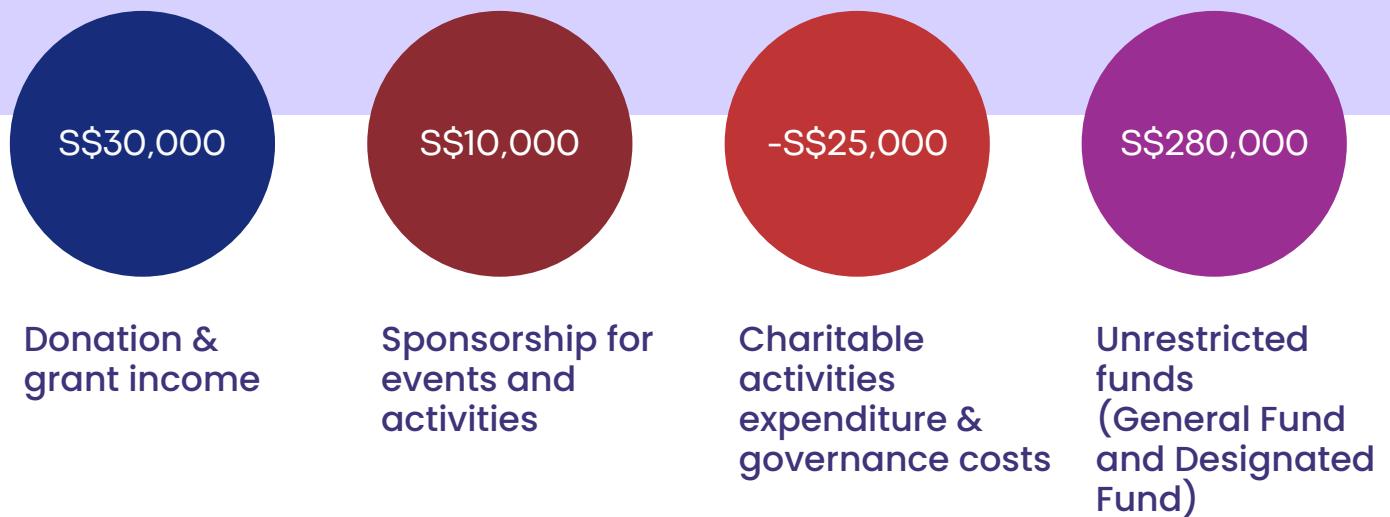 S$30,000
S$10,000
-S$25,000
S$280,000
Donation &
grant income
Sponsorship for
events and
activities
Charitable
activities
expenditure &
governance costs
Unrestricted
funds
(General Fund
and Designated
Fund)